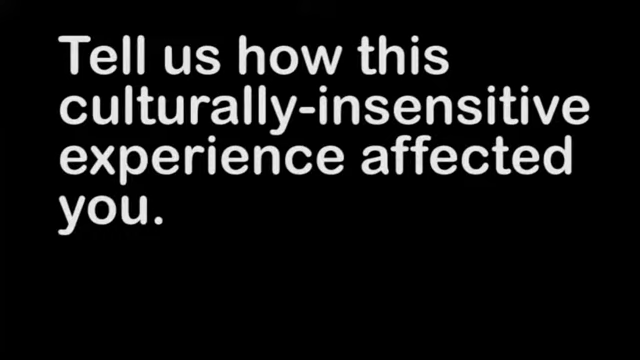 Tell us how this
culturally-insensitive
experience affected
you.